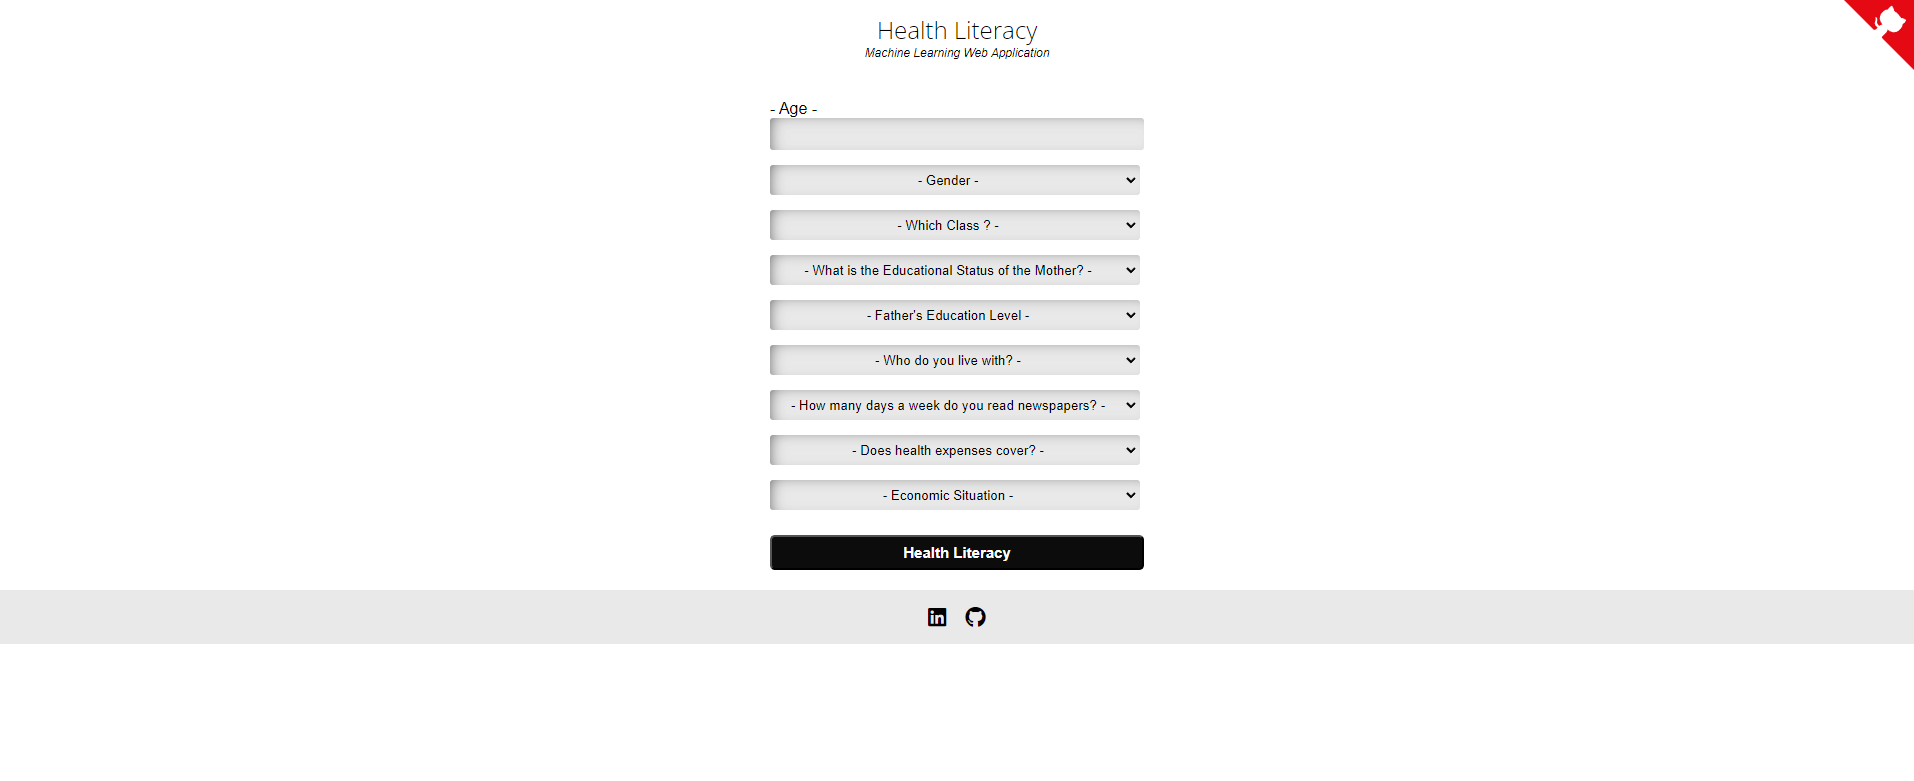 Health Literacy
Machine Learning Web Application
- Age -
- Gender -
- Which Class ? -
- What is the Educational Status of the Mother? -
- Father's Education Level -
- Who do you live with? -
- How many days a week do you read newspapers? -
- Does health expenses cover? -
- Economic Situation -
Health Literacy